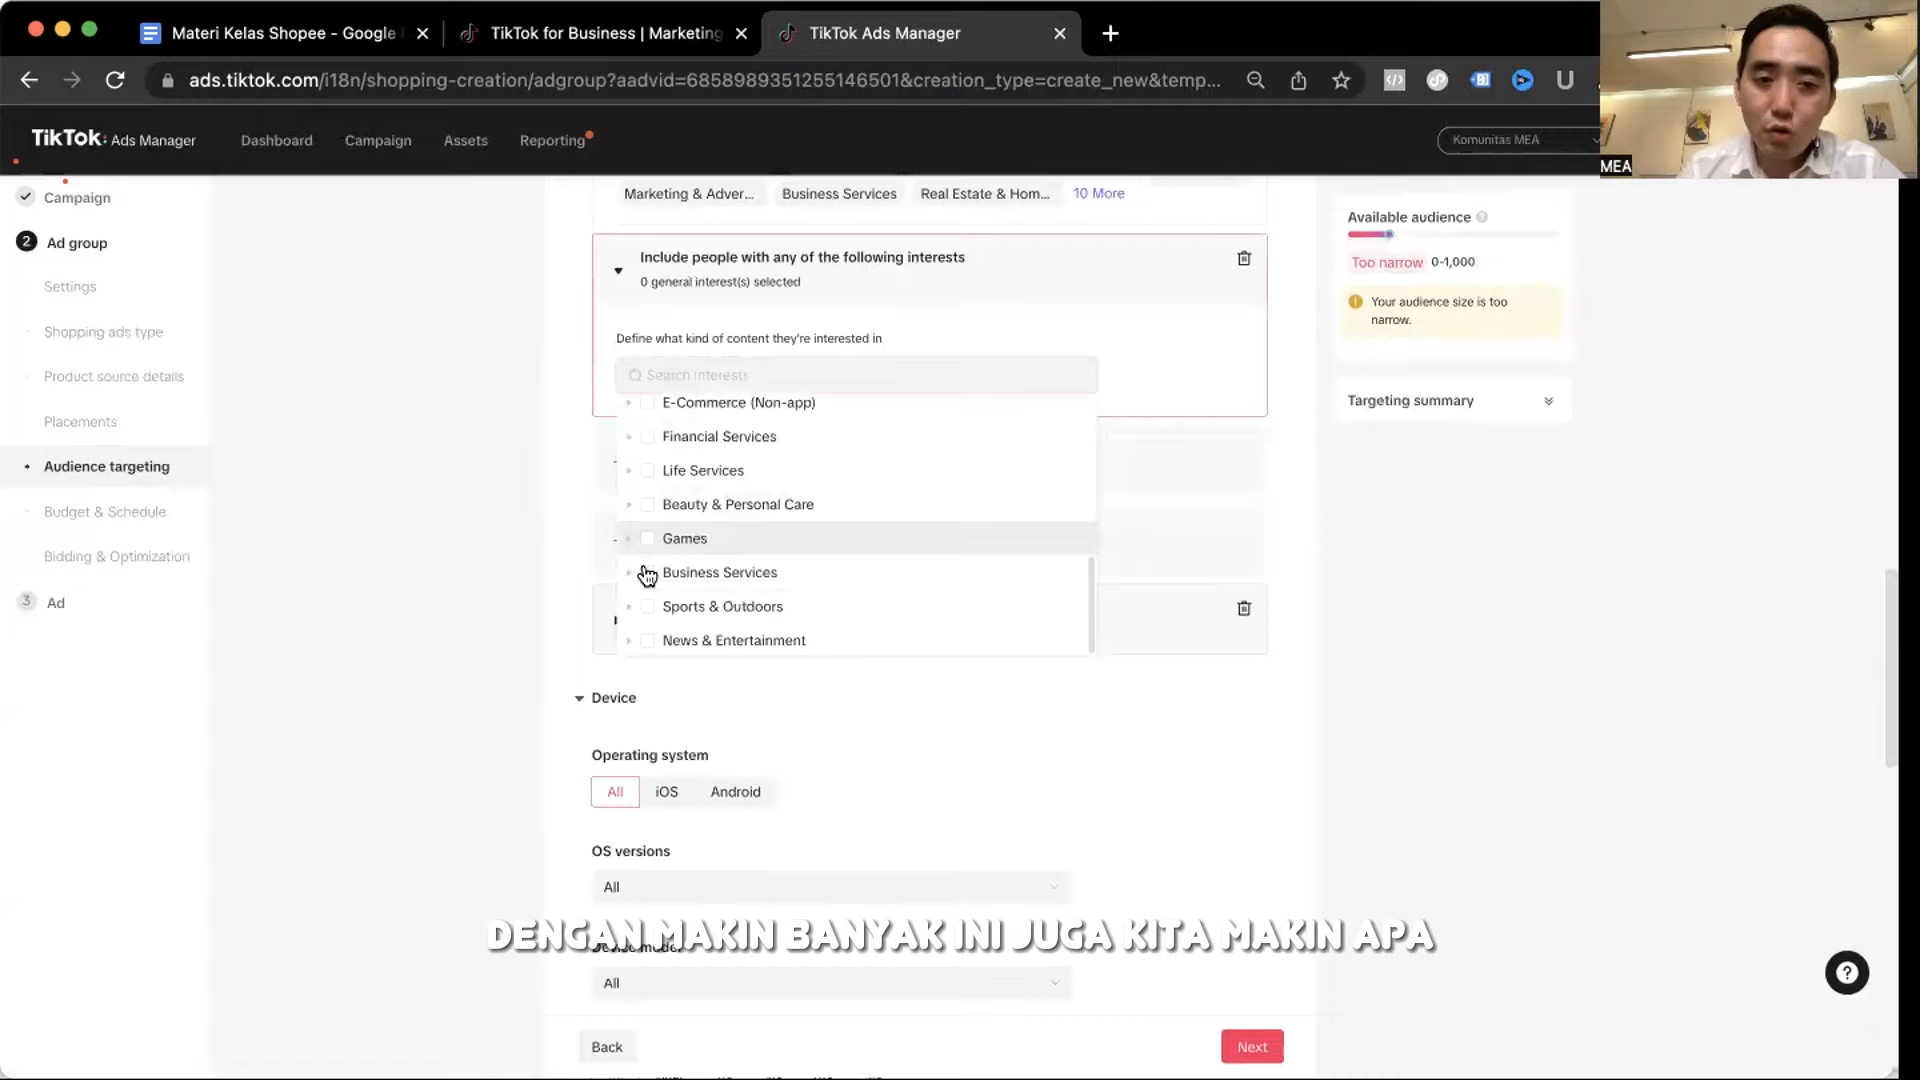 Materi Kelas Shopee - Google
TikTok for Business | Marketing
TikTok Ads Manager
ads.tiktok.com/i18n/shopping-creation/adgroup?aadvid=6858989351255146501&creation_type=create_new&temp...
TikTok: Ads Manager
Dashboard
Campaign
Assets
Reporting
Komunitas MEA
MEA
Campaign
2 Ad group
Settings
Shopping ads type
Product source details
Placements
Audience targeting
Budget & Schedule
Bidding & Optimization
3 Ad
Marketing & Adver...
Business Services
Real Estate & Hom...
10 More
Include people with any of the following interests
0 general interest(s) selected
Define what kind of content they're interested in
Search interests
E-Commerce (Non-app)
Financial Services
Life Services
Beauty & Personal Care
Games
Business Services
Sports & Outdoors
News & Entertainment
Device
Operating system
All
iOS
Android
OS versions
All
DENGAN MAKIN BANYAK INI JUGA KITA MAKIN APA
Device model
All
Back
Next
Available audience
Too narrow 0-1,000
Your audience size is too
narrow.
Targeting summary